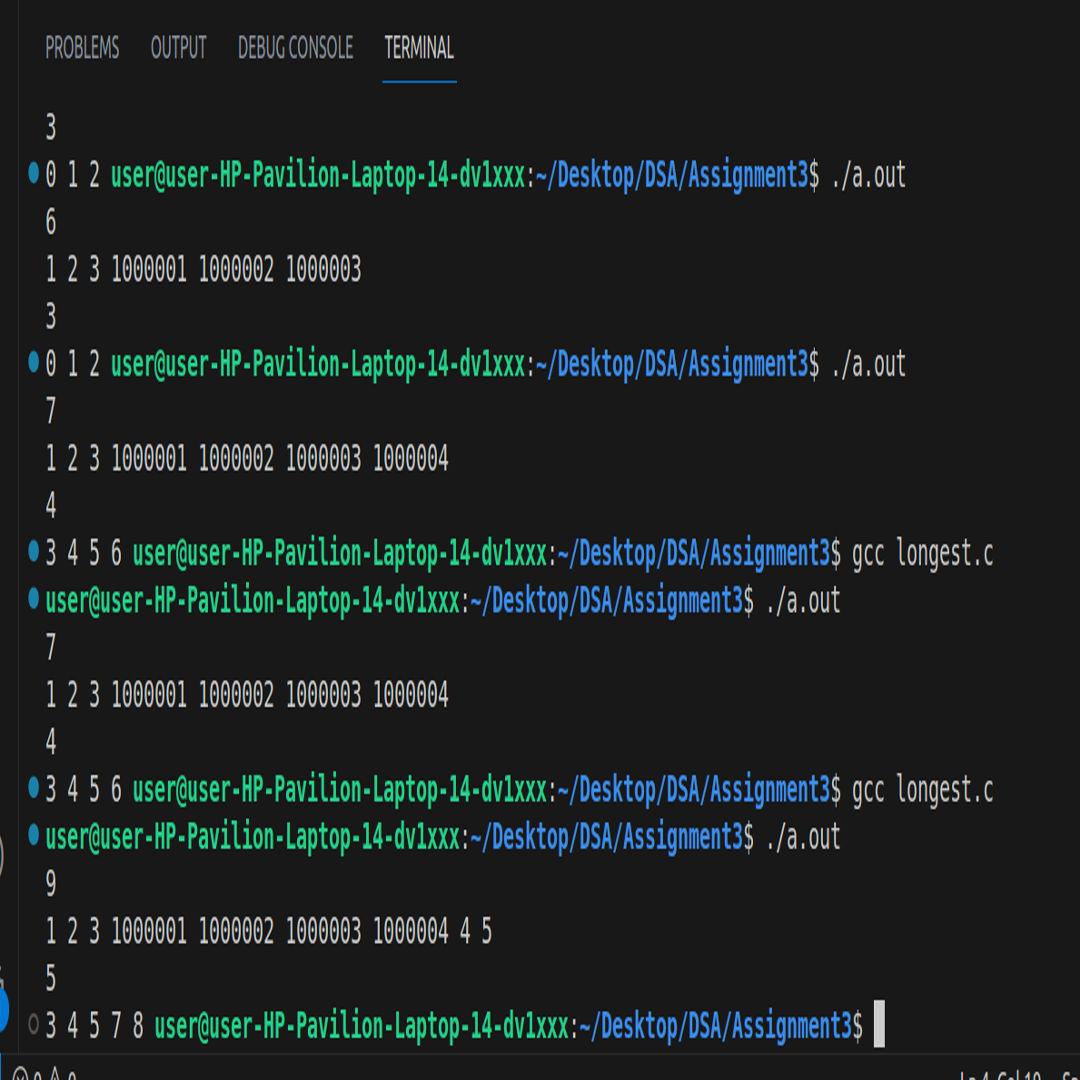 PROBLEMS OUTPUT DEBUG CONSOLE TERMINAL
3
0 1 2 user@user-HP-Pavilion-Laptop-14-dv1xxx:~/Desktop/DSA/Assignment3$ ./a.out
6
1 2 3 1000001 1000002 1000003
3
0 1 2 user@user-HP-Pavilion-Laptop-14-dv1xxx:~/Desktop/DSA/Assignment3$ ./a.out
7
1 2 3 1000001 1000002 1000003 1000004
4
3 4 5 6 user@user-HP-Pavilion-Laptop-14-dv1xxx:~/Desktop/DSA/Assignment3$ gcc longest.c
user@user-HP-Pavilion-Laptop-14-dv1xxx:~/Desktop/DSA/Assignment3$ ./a.out
7
1 2 3 1000001 1000002 1000003 1000004
4
3 4 5 6 user@user-HP-Pavilion-Laptop-14-dv1xxx:~/Desktop/DSA/Assignment3$ gcc longest.c
user@user-HP-Pavilion-Laptop-14-dv1xxx:~/Desktop/DSA/Assignment3$ ./a.out
9
1 2 3 1000001 1000002 1000003 1000004 4 5
5
3 4 5 7 8 user@user-HP-Pavilion-Laptop-14-dv1xxx:~/Desktop/DSA/Assignment3$